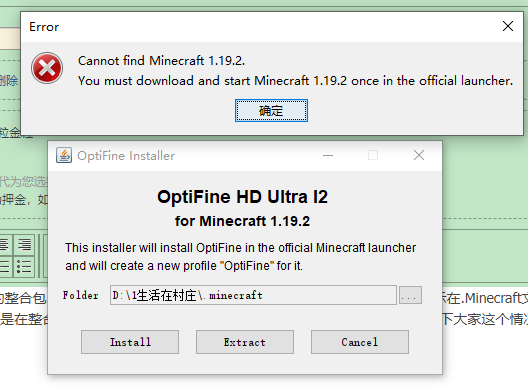 Error
Cannot find Minecraft 1.19.2.
You must download and start Minecraft 1.19.2 once in the official launcher.
确定
删除
粒金
代为您选
押金，如
OptiFine Installer
OptiFine HD Ultra I2
for Minecraft 1.19.2
This installer will install OptiFine in the official Minecraft launcher
and will create a new profile "OptiFine" for it.
Folder D:\1生活在村庄\.minecraft ...
Install Extract Cancel
的整合包 示在.Minecraft文
是在整合 下大家这个情况